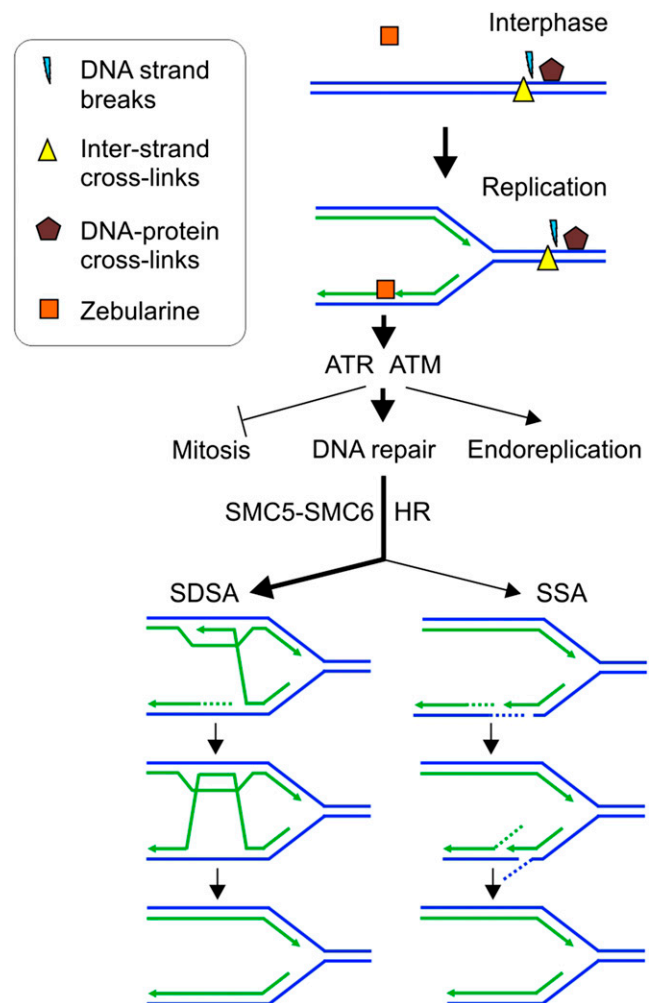 Interphase
DNA strand
breaks
Inter-strand
cross-links
DNA-protein
cross-links
Zebularine
Replication
ATR ATM
Mitosis
DNA repair
Endoreplication
SMC5-SMC6
HR
SDSA
SSA